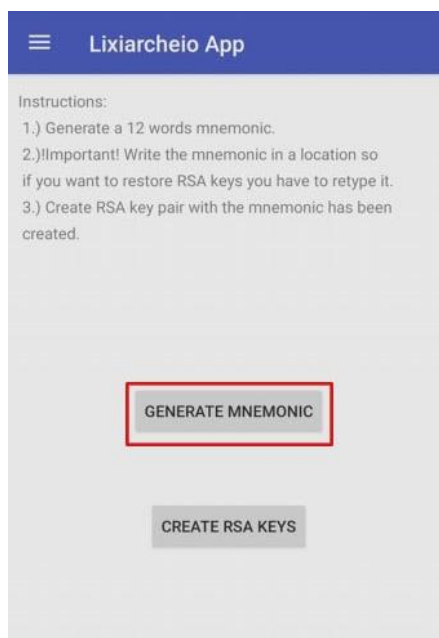 Lixiarcheio App
Instructions:
1.) Generate a 12 words mnemonic.
2.)!Important! Write the mnemonic in a location so
if you want to restore RSA keys you have to retype it.
3.) Create RSA key pair with the mnemonic has been
created.
GENERATE MNEMONIC
CREATE RSA KEYS